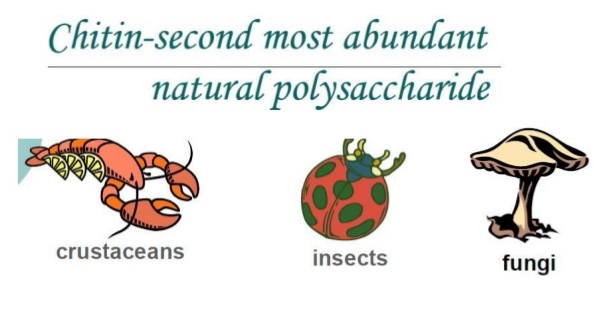 Chitin-second most abundant
natural polysaccharide
crustaceans
insects
fungi